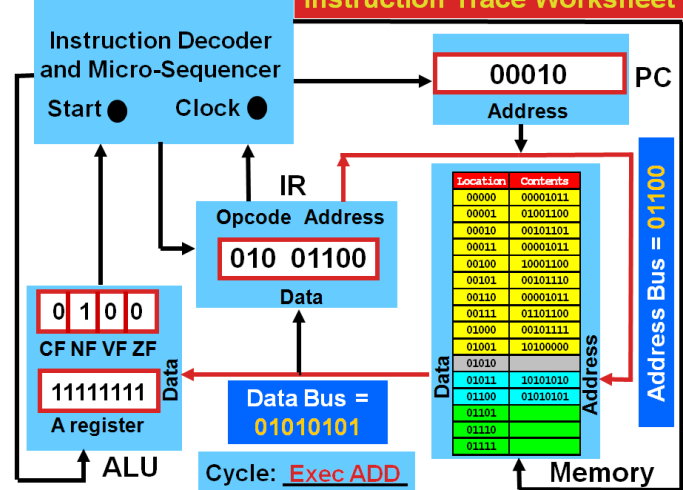 Instruction Trace Worksheet
Instruction Decoder
and Micro-Sequencer
Start
Clock
00010
PC
Address
IR
Opcode Address
010 01100
Data
0 1 0 0
CF NF VF ZF
11111111
A register
Data
ALU
Data Bus =
01010101
Cycle: Exec ADD
Data
Location Contents
00000 00001011
00001 01001100
00010 00101101
00011 00001011
00100 10001100
00101 00101110
00110 00001011
00111 01101100
01000 00101111
01001 10100000
01010
01011 10101010
01100 01010101
01101
01110
01111
Address
Memory
Address Bus = 01100